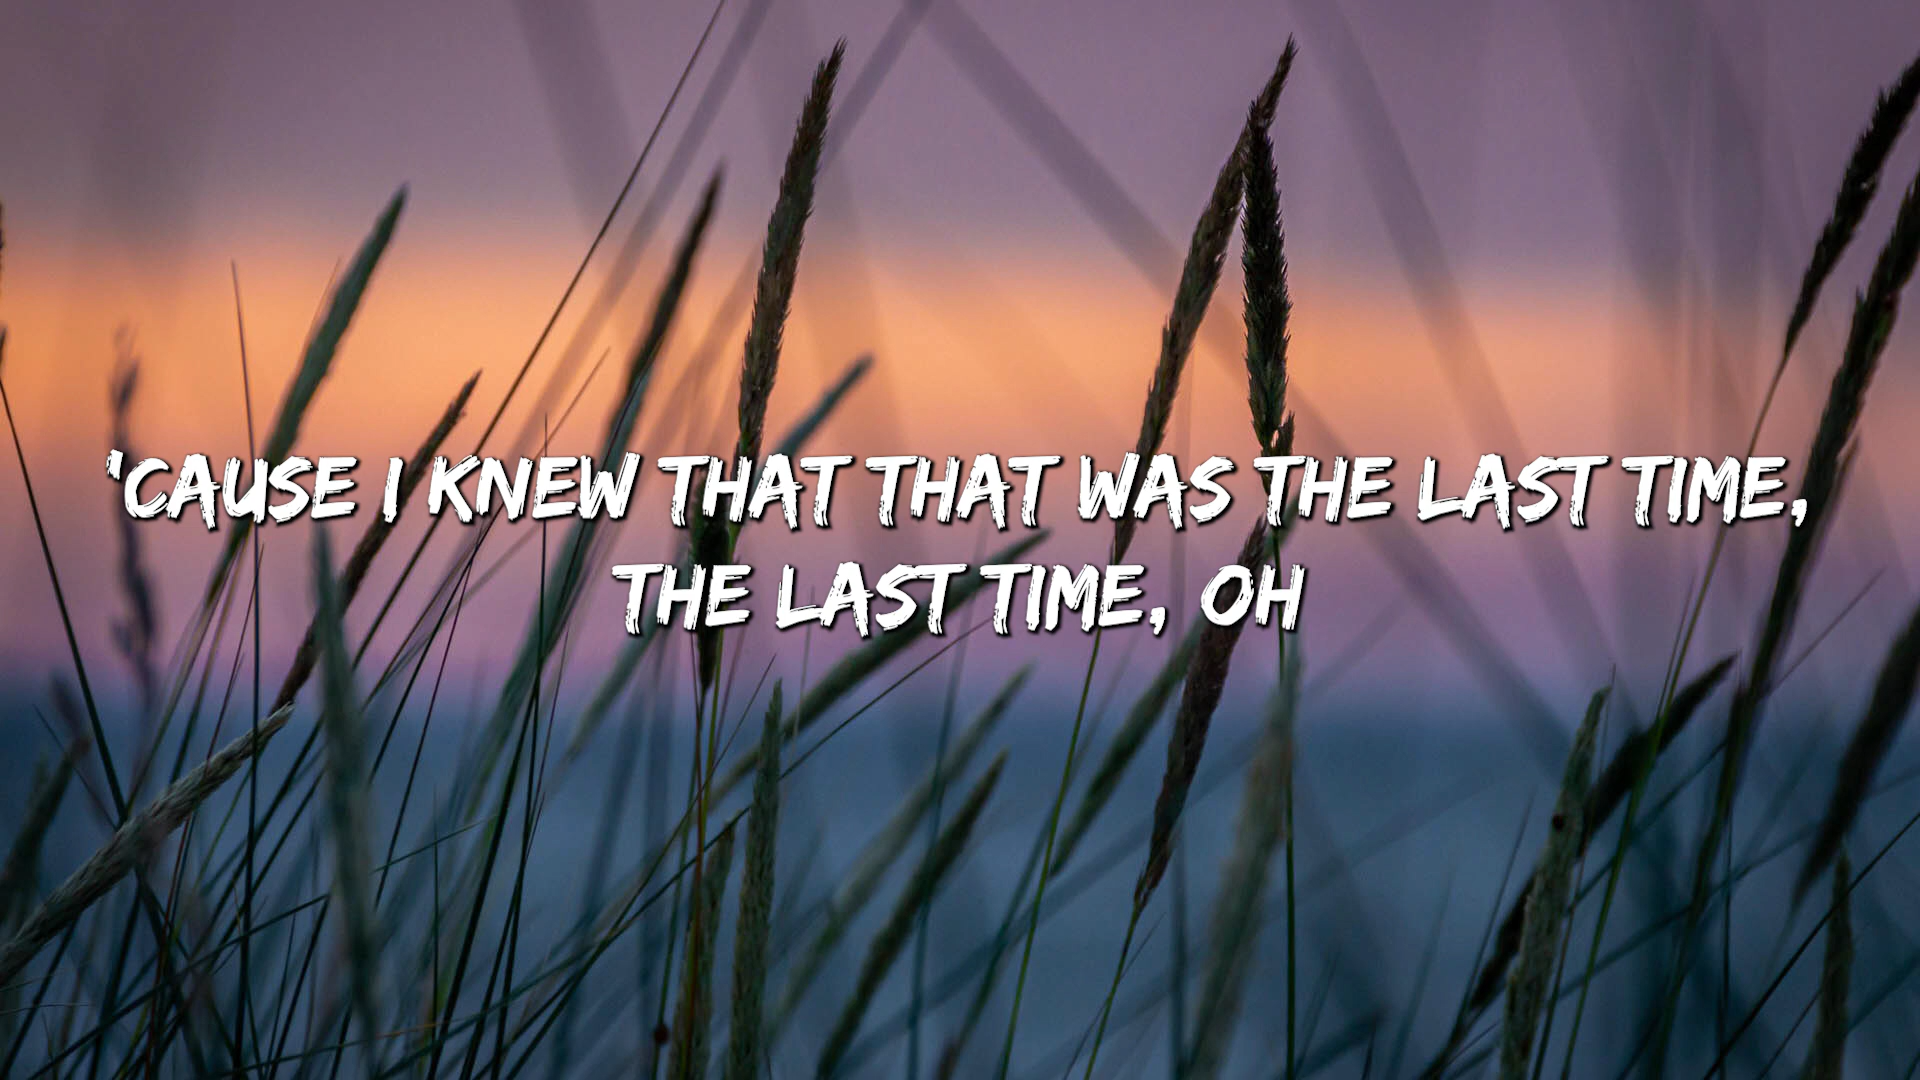 'CAUSE I KNEW THAT THAT WAS THE LAST TIME,
THE LAST TIME, OH